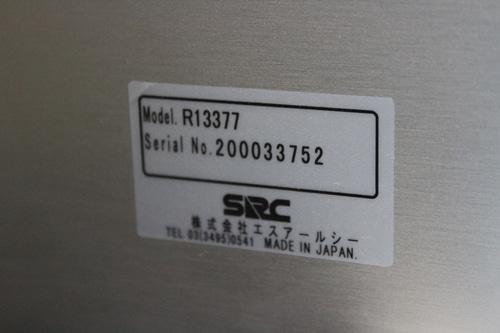 Model. R13377
Serial No. 200033752
SRC
株式会社エスアールシー
TEL 03(3495)0541 MADE IN JAPAN.